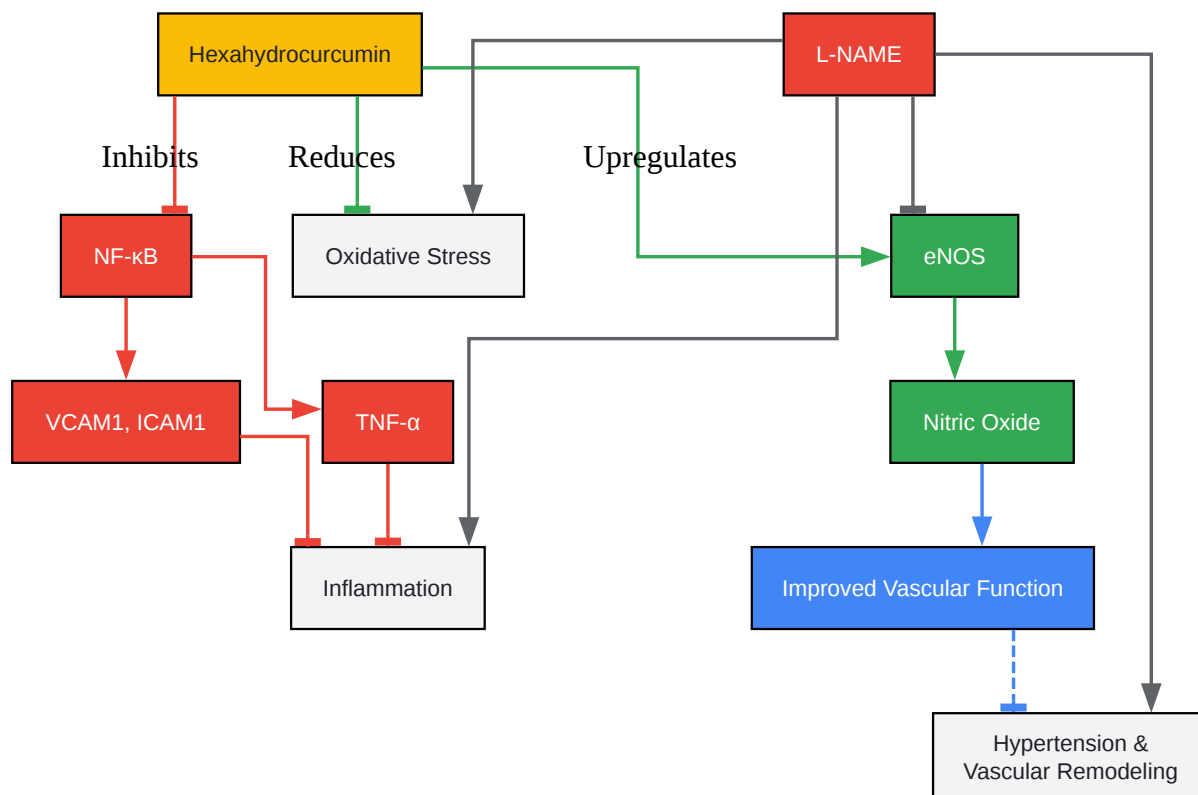 Hexahydrocurcumin
L-NAME
Inhibits
Reduces
Upregulates
NF-κB
Oxidative Stress
eNOS
VCAM1, ICAM1
TNF-α
Nitric Oxide
Inflammation
Improved Vascular Function
Hypertension &
Vascular Remodeling